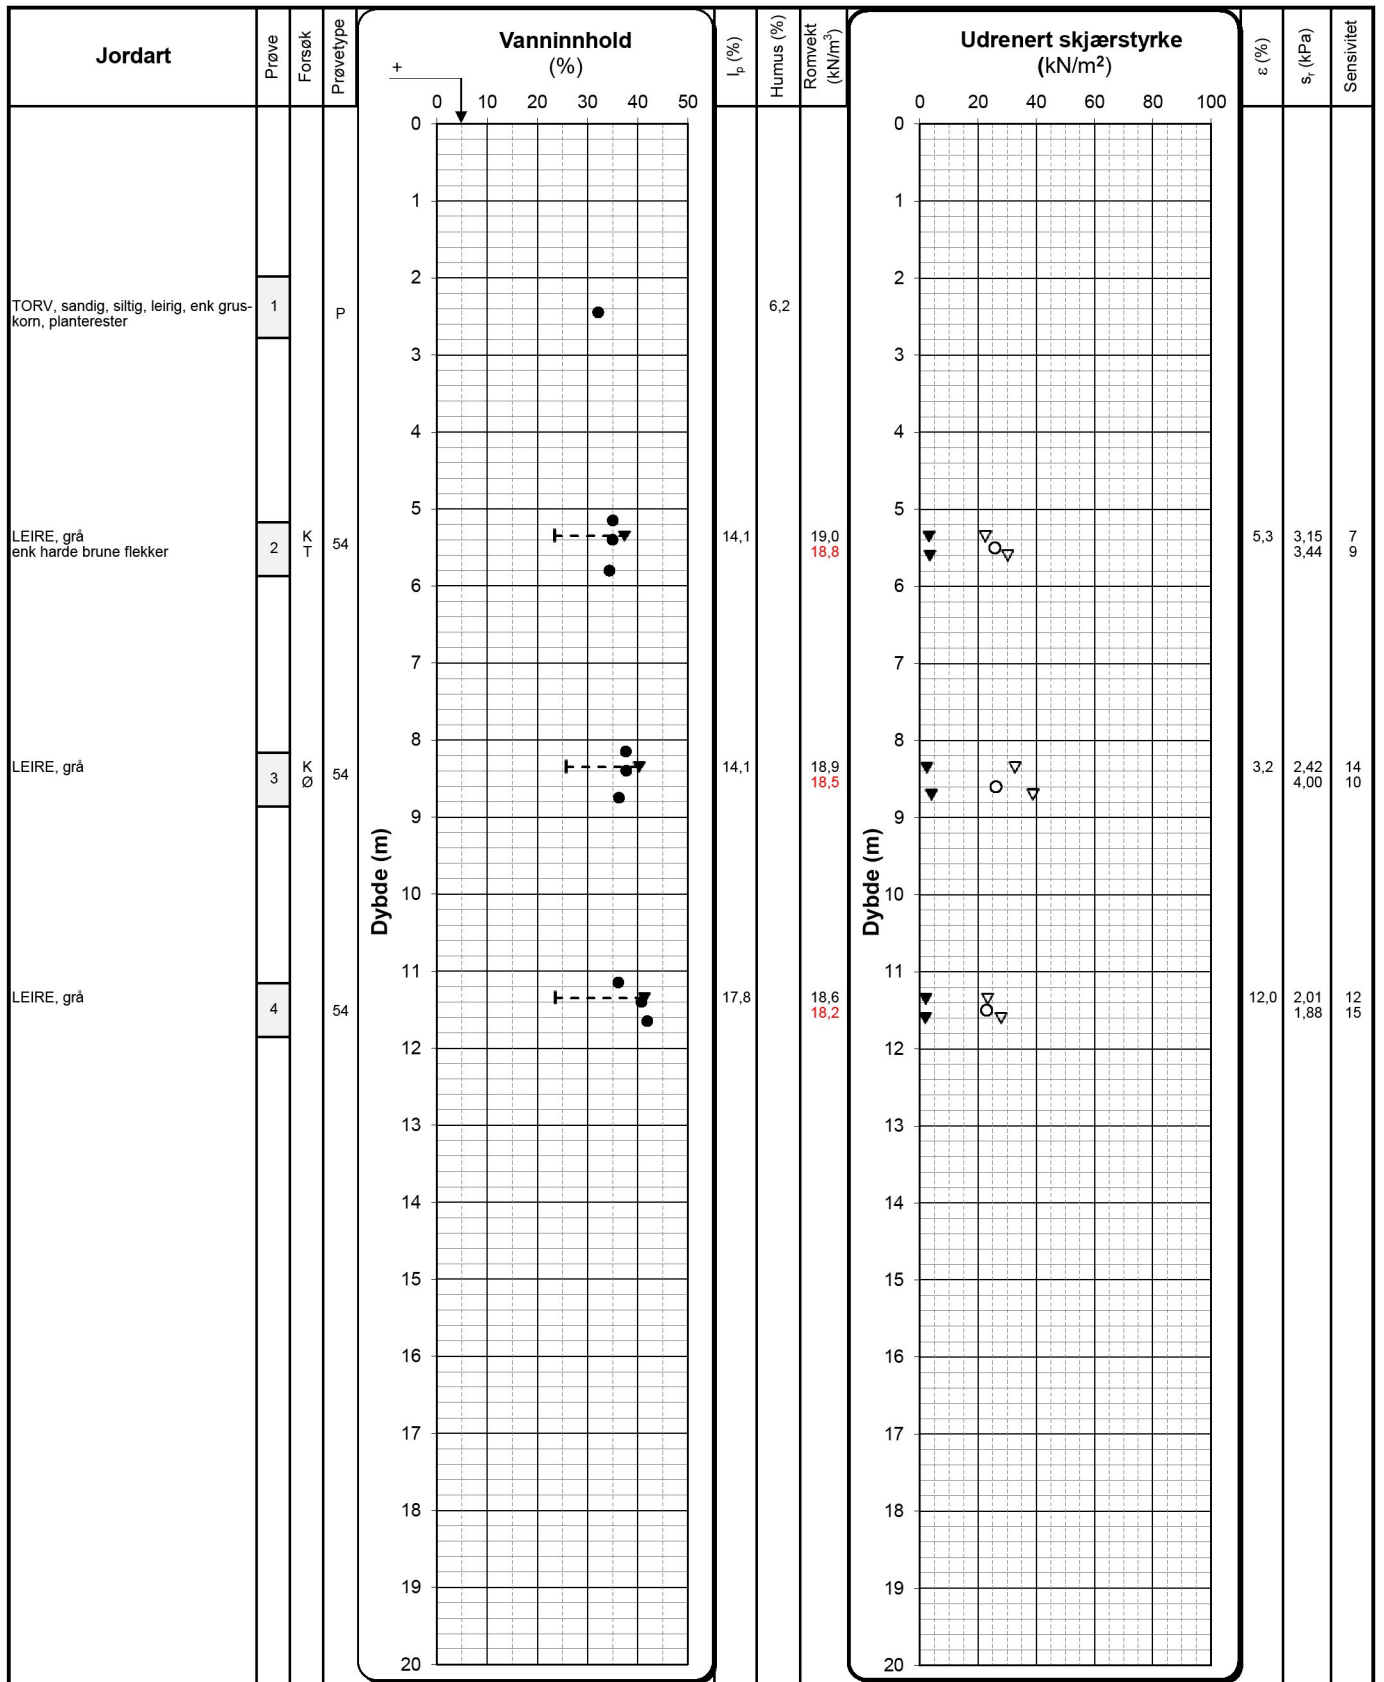 Jordart
Prøve
Forsøk
Prøvetype
Vanninnhold
(%)
+
0 10 20 30 40 50
Ip (%)
Humus (%)
Romvekt
(kN/m³)
Udrenert skjærstyrke
(kN/m²)
0 20 40 60 80 100
ε (%)
sr (kPa)
Sensivitet
Dybde (m)
0
1
2
3
4
5
6
7
8
9
10
11
12
13
14
15
16
17
18
19
20
Dybde (m)
0
1
2
3
4
5
6
7
8
9
10
11
12
13
14
15
16
17
18
19
20
TORV, sandig, siltig, leirig, enk grus-
korn, planterester
1
P
6,2
LEIRE, grå
enk harde brune flekker
2
K
T
54
14,1
19,0
18,8
5,3
3,15
3,44
7
9
LEIRE, grå
3
K
Ø
54
14,1
18,9
18,5
3,2
2,42
4,00
14
10
LEIRE, grå
4
54
17,8
18,6
18,2
12,0
2,01
1,88
12
15